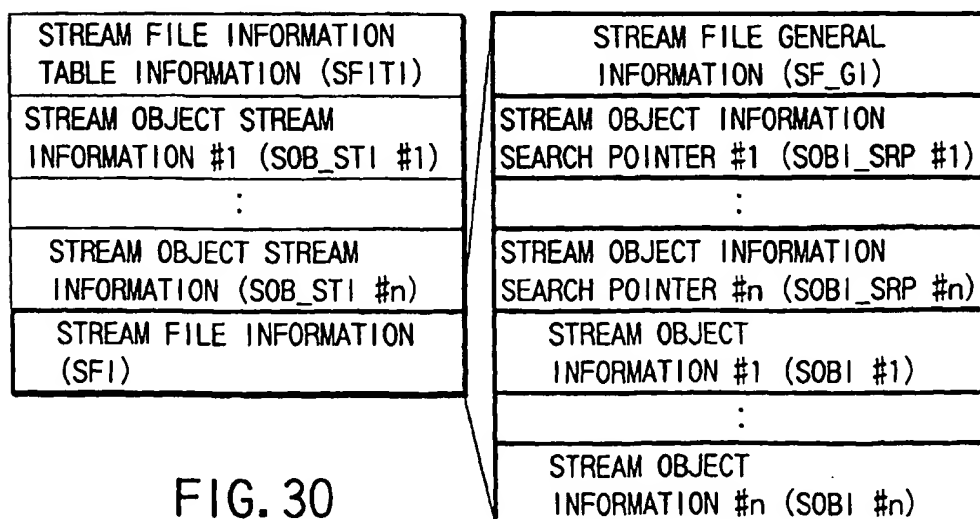 STREAM FILE INFORMATION
TABLE INFORMATION (SFITI)
STREAM OBJECT STREAM
INFORMATION #1 (SOB_STI #1)
:
STREAM OBJECT STREAM
INFORMATION (SOB_STI #n)
STREAM FILE INFORMATION
(SFI)
STREAM FILE GENERAL
INFORMATION (SF_GI)
STREAM OBJECT INFORMATION
SEARCH POINTER #1 (SOBI_SRP #1)
:
STREAM OBJECT INFORMATION
SEARCH POINTER #n (SOBI_SRP #n)
STREAM OBJECT
INFORMATION #1 (SOBI #1)
:
STREAM OBJECT
INFORMATION #n (SOBI #n)
FIG. 30